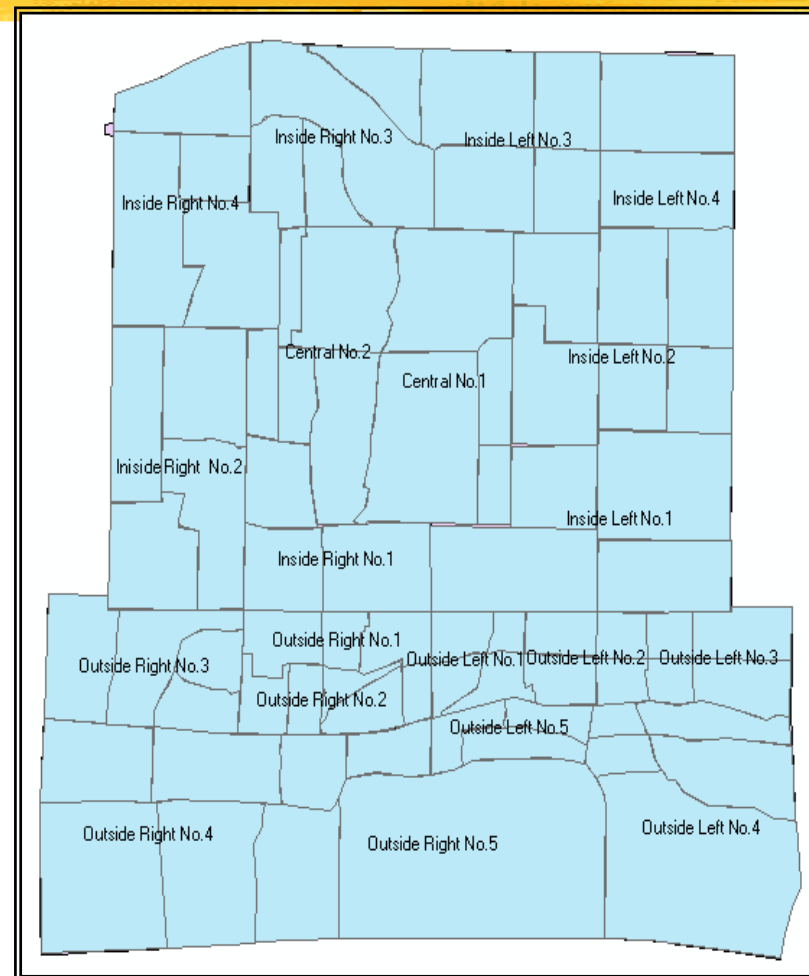 Inside Right No.3
Inside Left No.3
Inside Right No.4
Inside Left No.4
Central No.2
Inside Left No.2
Central No.1
Iniside Right No.2
Inside Left No.1
Inside Right No.1
Outside Right No.1
Outside Right No.3
Outside Left No.1
Outside Left No.2
Outside Left No.3
Outside Right No.2
Outside Left No.5
Outside Right No.4
Outside Right No.5
Outside Left No.4